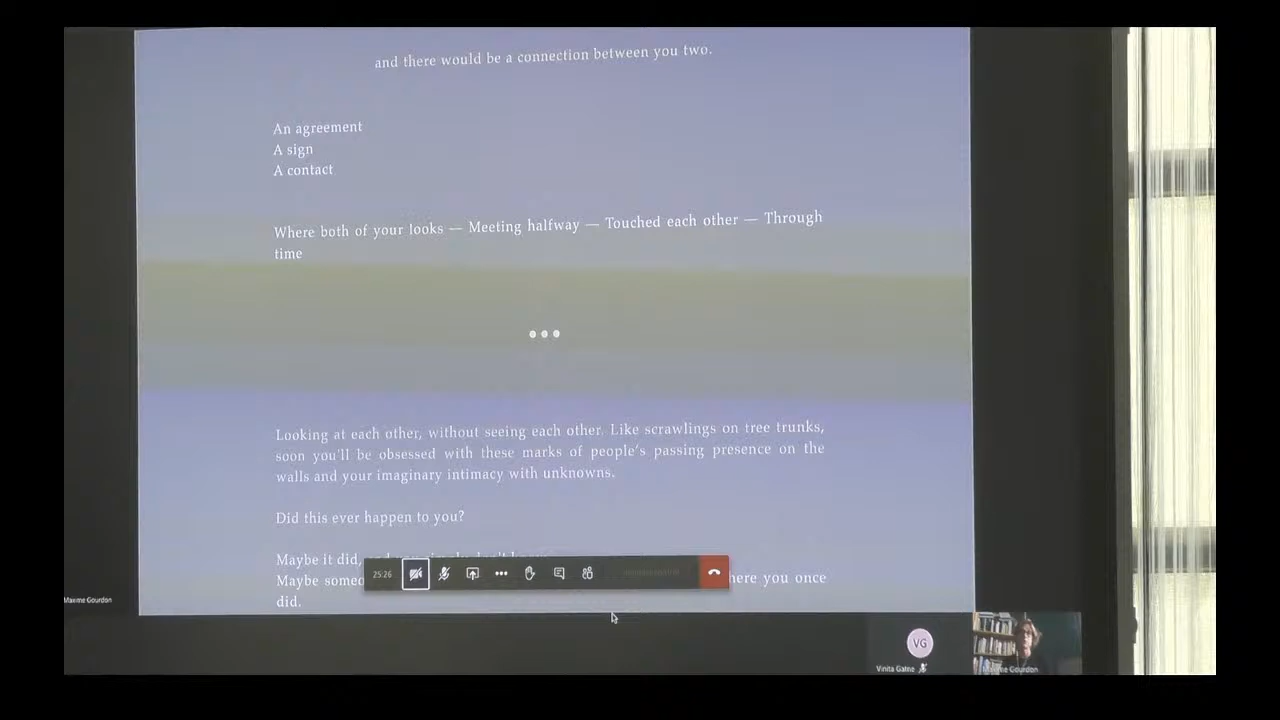 and there would be a connection between you two.
An agreement
A sign
A contact
Where both of your looks — Meeting halfway — Touched each other — Through
time
Looking at each other, without seeing each other. Like scrawlings on tree trunks,
soon you'll be obsessed with these marks of people's passing presence on the
walls and your imaginary intimacy with unknowns.
Did this ever happen to you?
Maybe it did,
Maybe someo here you once
did.
25:26
Maxime Gourdon
VG
Vinita Gatne
Maxime Gourdon